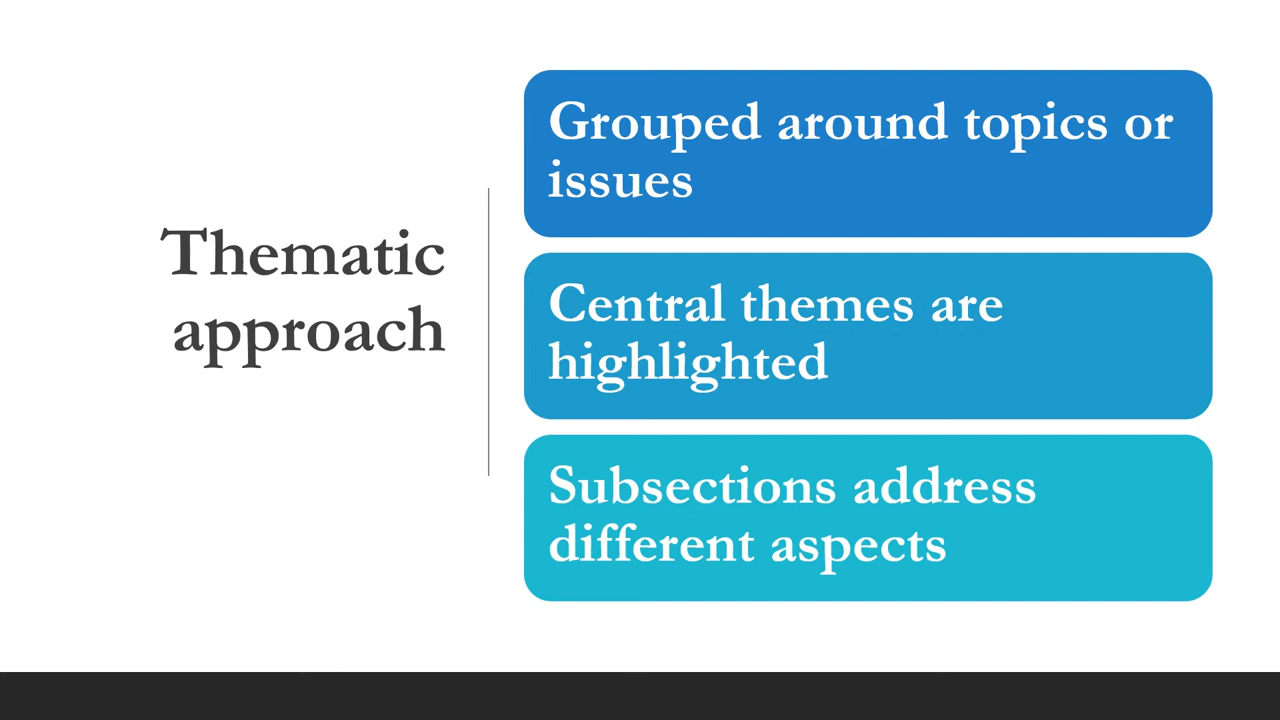 Thematic
approach
Grouped around topics or
issues
Central themes are
highlighted
Subsections address
different aspects